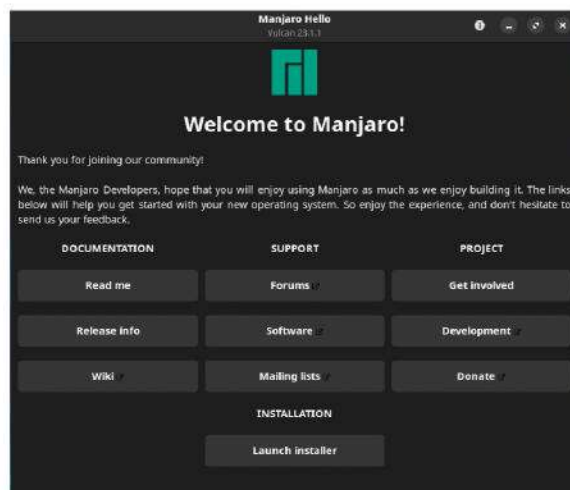 Manjaro Hello
Vulcan 23.1.1
Welcome to Manjaro!
Thank you for joining our community!
We, the Manjaro Developers, hope that you will enjoy using Manjaro as much as we enjoy building it. The links
below will help you get started with your new operating system. So enjoy the experience, and don't hesitate to
send us your feedback.
DOCUMENTATION SUPPORT PROJECT
Read me Forums Get involved
Release info Software Development
Wiki Mailing lists Donate
INSTALLATION
Launch installer